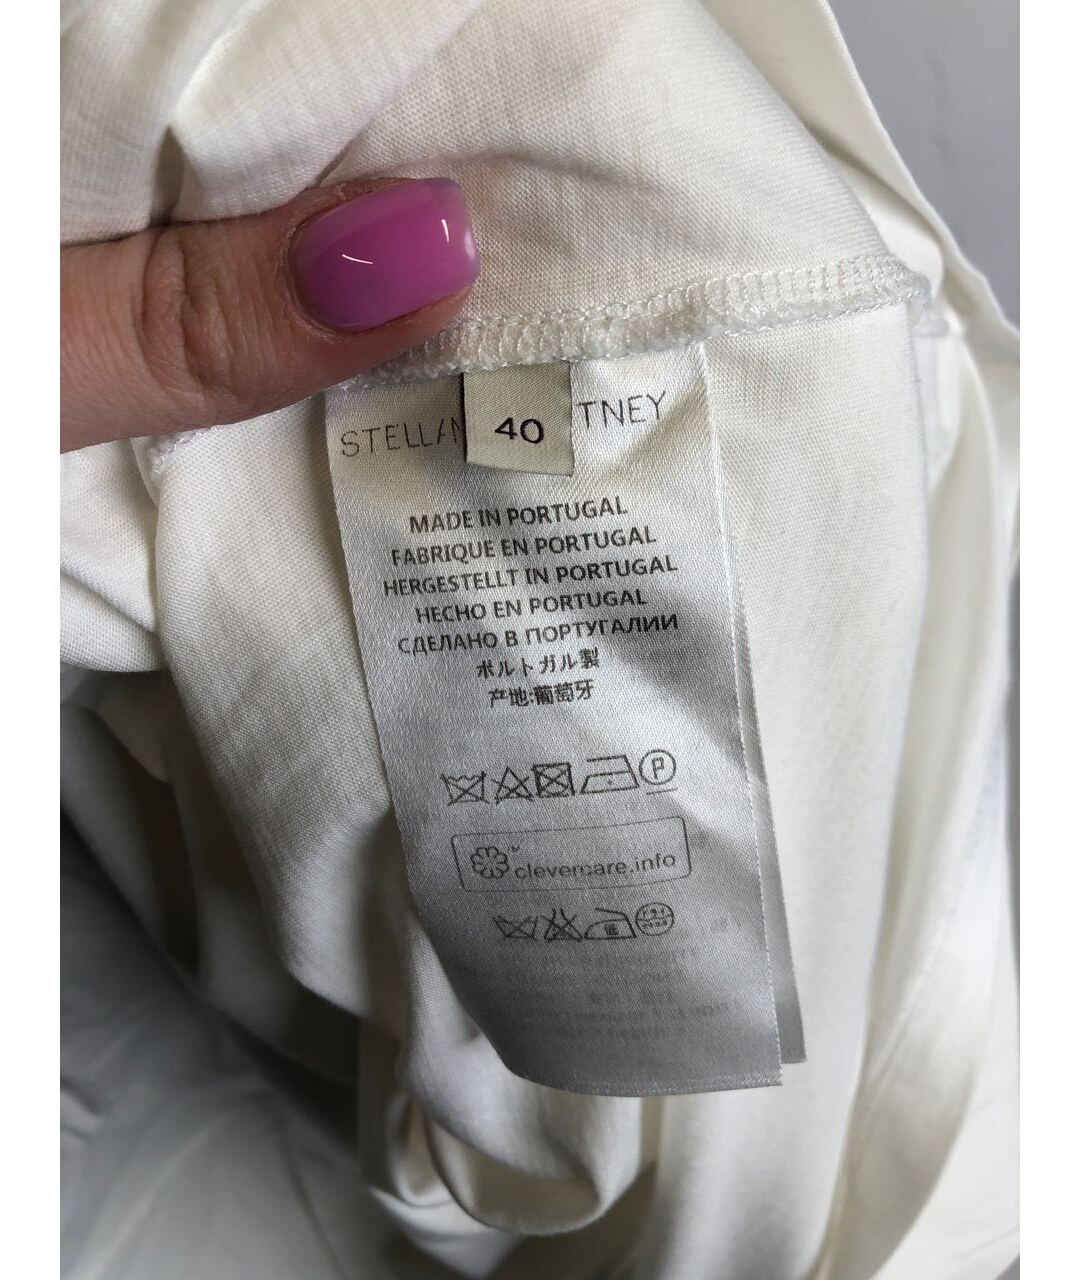 STELLA
40
TNEY
MADE IN PORTUGAL
FABRIQUE EN PORTUGAL
HERGESTELLT IN PORTUGAL
HECHO EN PORTUGAL
СДЕЛАНО В ПОРТУГАЛИИ
ポルトガル製
产地:葡萄牙
P
clevercare.info
低